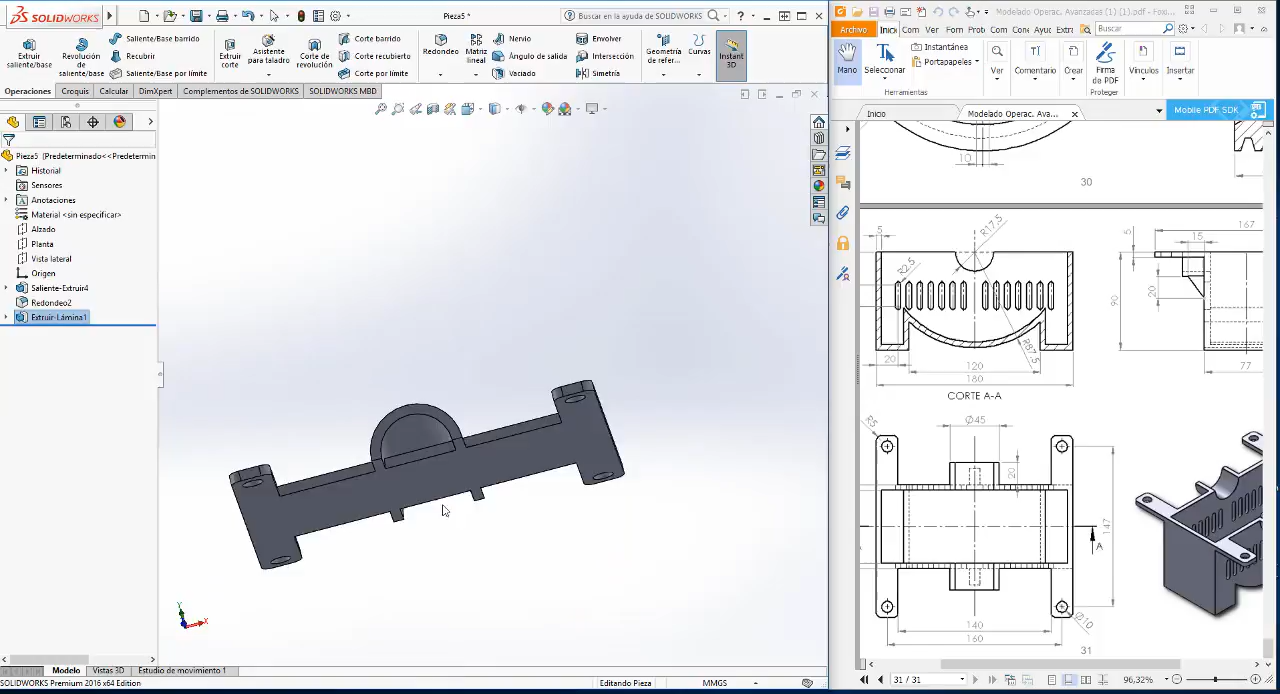 SOLIDWORKS
Pieza5 *
Buscar en la ayuda de SOLIDWORKS
Extruir saliente/base
Revolución de saliente/base
Saliente/Base barrido
Recubrir
Saliente/Base por límite
Extruir corte
Asistente para taladro
Corte de revolución
Corte barrido
Corte recubierto
Corte por límite
Redondeo
Matriz lineal
Nervio
Ángulo de salida
Vaciado
Envolver
Intersección
Simetría
Geometría de refer...
Curvas
Instant 3D
Operaciones
Croquis
Calcular
DimXpert
Complementos de SOLIDWORKS
SOLIDWORKS MBD
Pieza5 (Predeterminado<<Predetermin
Historial
Sensores
Anotaciones
Material <sin especificar>
Alzado
Planta
Vista lateral
Origen
Saliente-Extruir4
Redondeo2
Extruir-Lámina1
Y
X
Modelo
Vistas 3D
Estudio de movimiento 1
SOLIDWORKS Premium 2016 x64 Edition
Editando Pieza
MMGS
Modelado Operac. Avanzacas (1) (1).pdf - Fox...
Archivo
Inici
Com
Ver
Form
Prot
Com
Cone
Ayuc
Extra
Buscar
Mano
Seleccionar
Instantánea
Portapapeles
Herramientas
Ver
Comentario
Crear
Firma de PDF
Proteger
Vínculos
Insertar
Inicio
Modelado Operac. Ava...
Mobile PDF SDK
10
30
5
R17,5
R2,5
20
120
R87,5
180
CORTE A-A
167
5
15
20
90
77
R5
Ø45
20
147
A
Ø10
140
160
31
31 / 31
96,32%